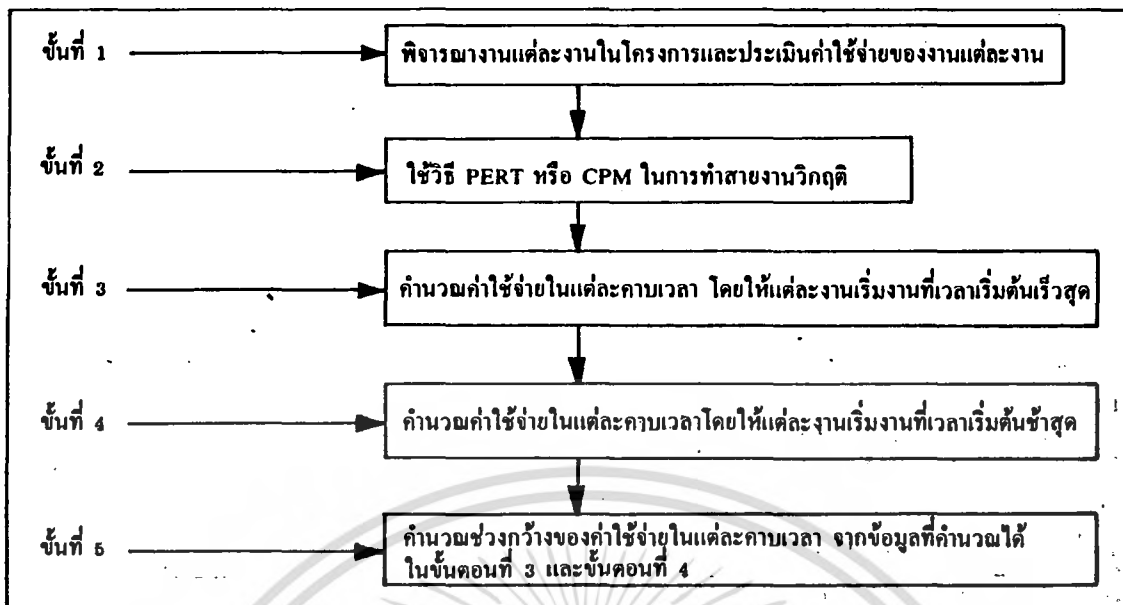 ขั้นที่ 1
พิจารณางานแต่ละงานในโครงการและประเมินค่าใช้จ่ายของงานแต่ละงาน
ขั้นที่ 2
ใช้วิธี PERT หรือ CPM ในการทำสายงานวิกฤติ
ขั้นที่ 3
คำนวณค่าใช้จ่ายในแต่ละคาบเวลา โดยให้แต่ละงานเริ่มงานที่เวลาเริ่มต้นเร็วสุด
ขั้นที่ 4
คำนวณค่าใช้จ่ายในแต่ละคาบเวลาโดยให้แต่ละงานเริ่มงานที่เวลาเริ่มต้นช้าสุด
ขั้นที่ 5
คำนวณช่วงกว้างของค่าใช้จ่ายในแต่ละคาบเวลา จากข้อมูลที่คำนวณได้
ในขั้นตอนที่ 3 และขั้นตอนที่ 4